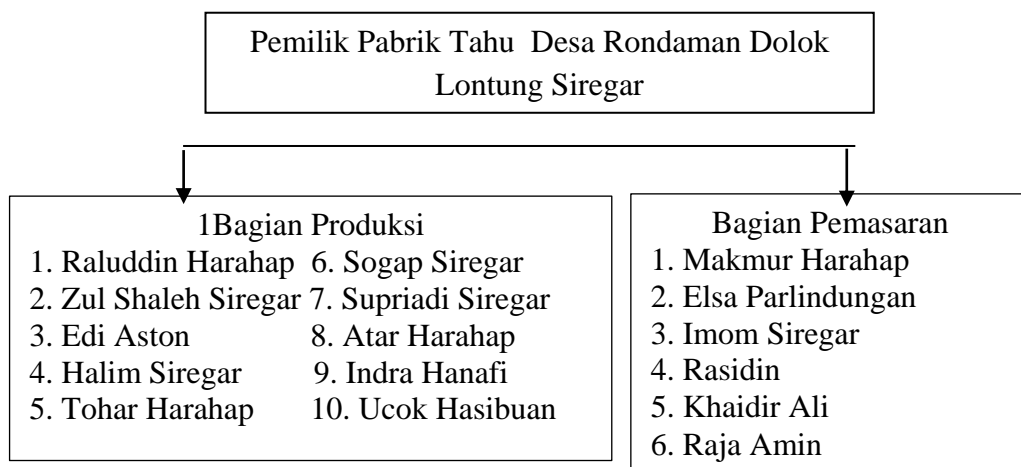 Pemilik Pabrik Tahu Desa Rondaman Dolok
Lontung Siregar
1Bagian Produksi
1. Raluddin Harahap 6. Sogap Siregar
2. Zul Shaleh Siregar 7. Supriadi Siregar
3. Edi Aston 8. Atar Harahap
4. Halim Siregar 9. Indra Hanafi
5. Tohar Harahap 10. Ucok Hasibuan
Bagian Pemasaran
1. Makmur Harahap
2. Elsa Parlindungan
3. Imom Siregar
4. Rasidin
5. Khaidir Ali
6. Raja Amin